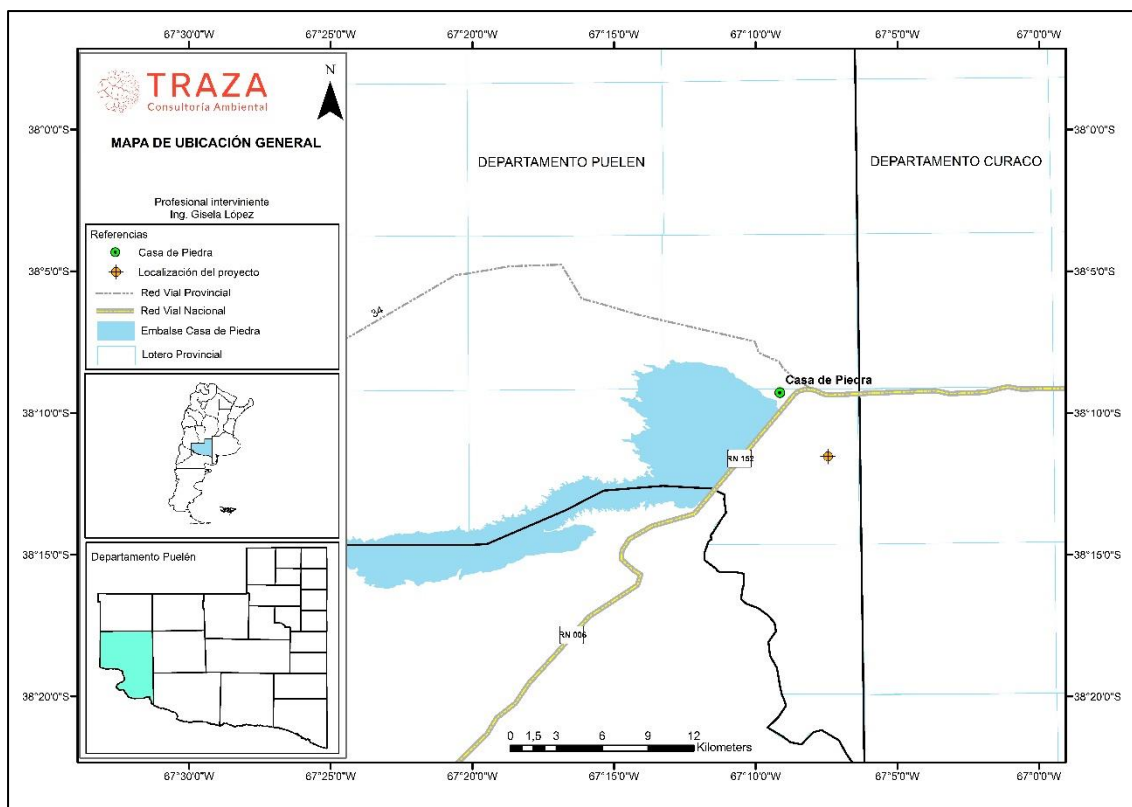 67°30'0"W 67°25'0"W 67°20'0"W 67°15'0"W 67°10'0"W 67°5'0"W 67°0'0"W
TRAZA
Consultoría Ambiental
N
MAPA DE UBICACIÓN GENERAL
Profesional interviniente
Ing. Gisela López
Referencias
Casa de Piedra
Localización del proyecto
Red Vial Provincial
Red Vial Nacional
Embalse Casa de Piedra
Lotero Provincial
Departamento Puelén
DEPARTAMENTO PUELEN
DEPARTAMENTO CURACO
34
Casa de Piedra
RN 152
RN 006
0 1,5 3 6 9 12
Kilometers
38°0'0"S
38°5'0"S
38°10'0"S
38°15'0"S
38°20'0"S
38°0'0"S
38°5'0"S
38°10'0"S
38°15'0"S
38°20'0"S
67°30'0"W 67°25'0"W 67°20'0"W 67°15'0"W 67°10'0"W 67°5'0"W 67°0'0"W